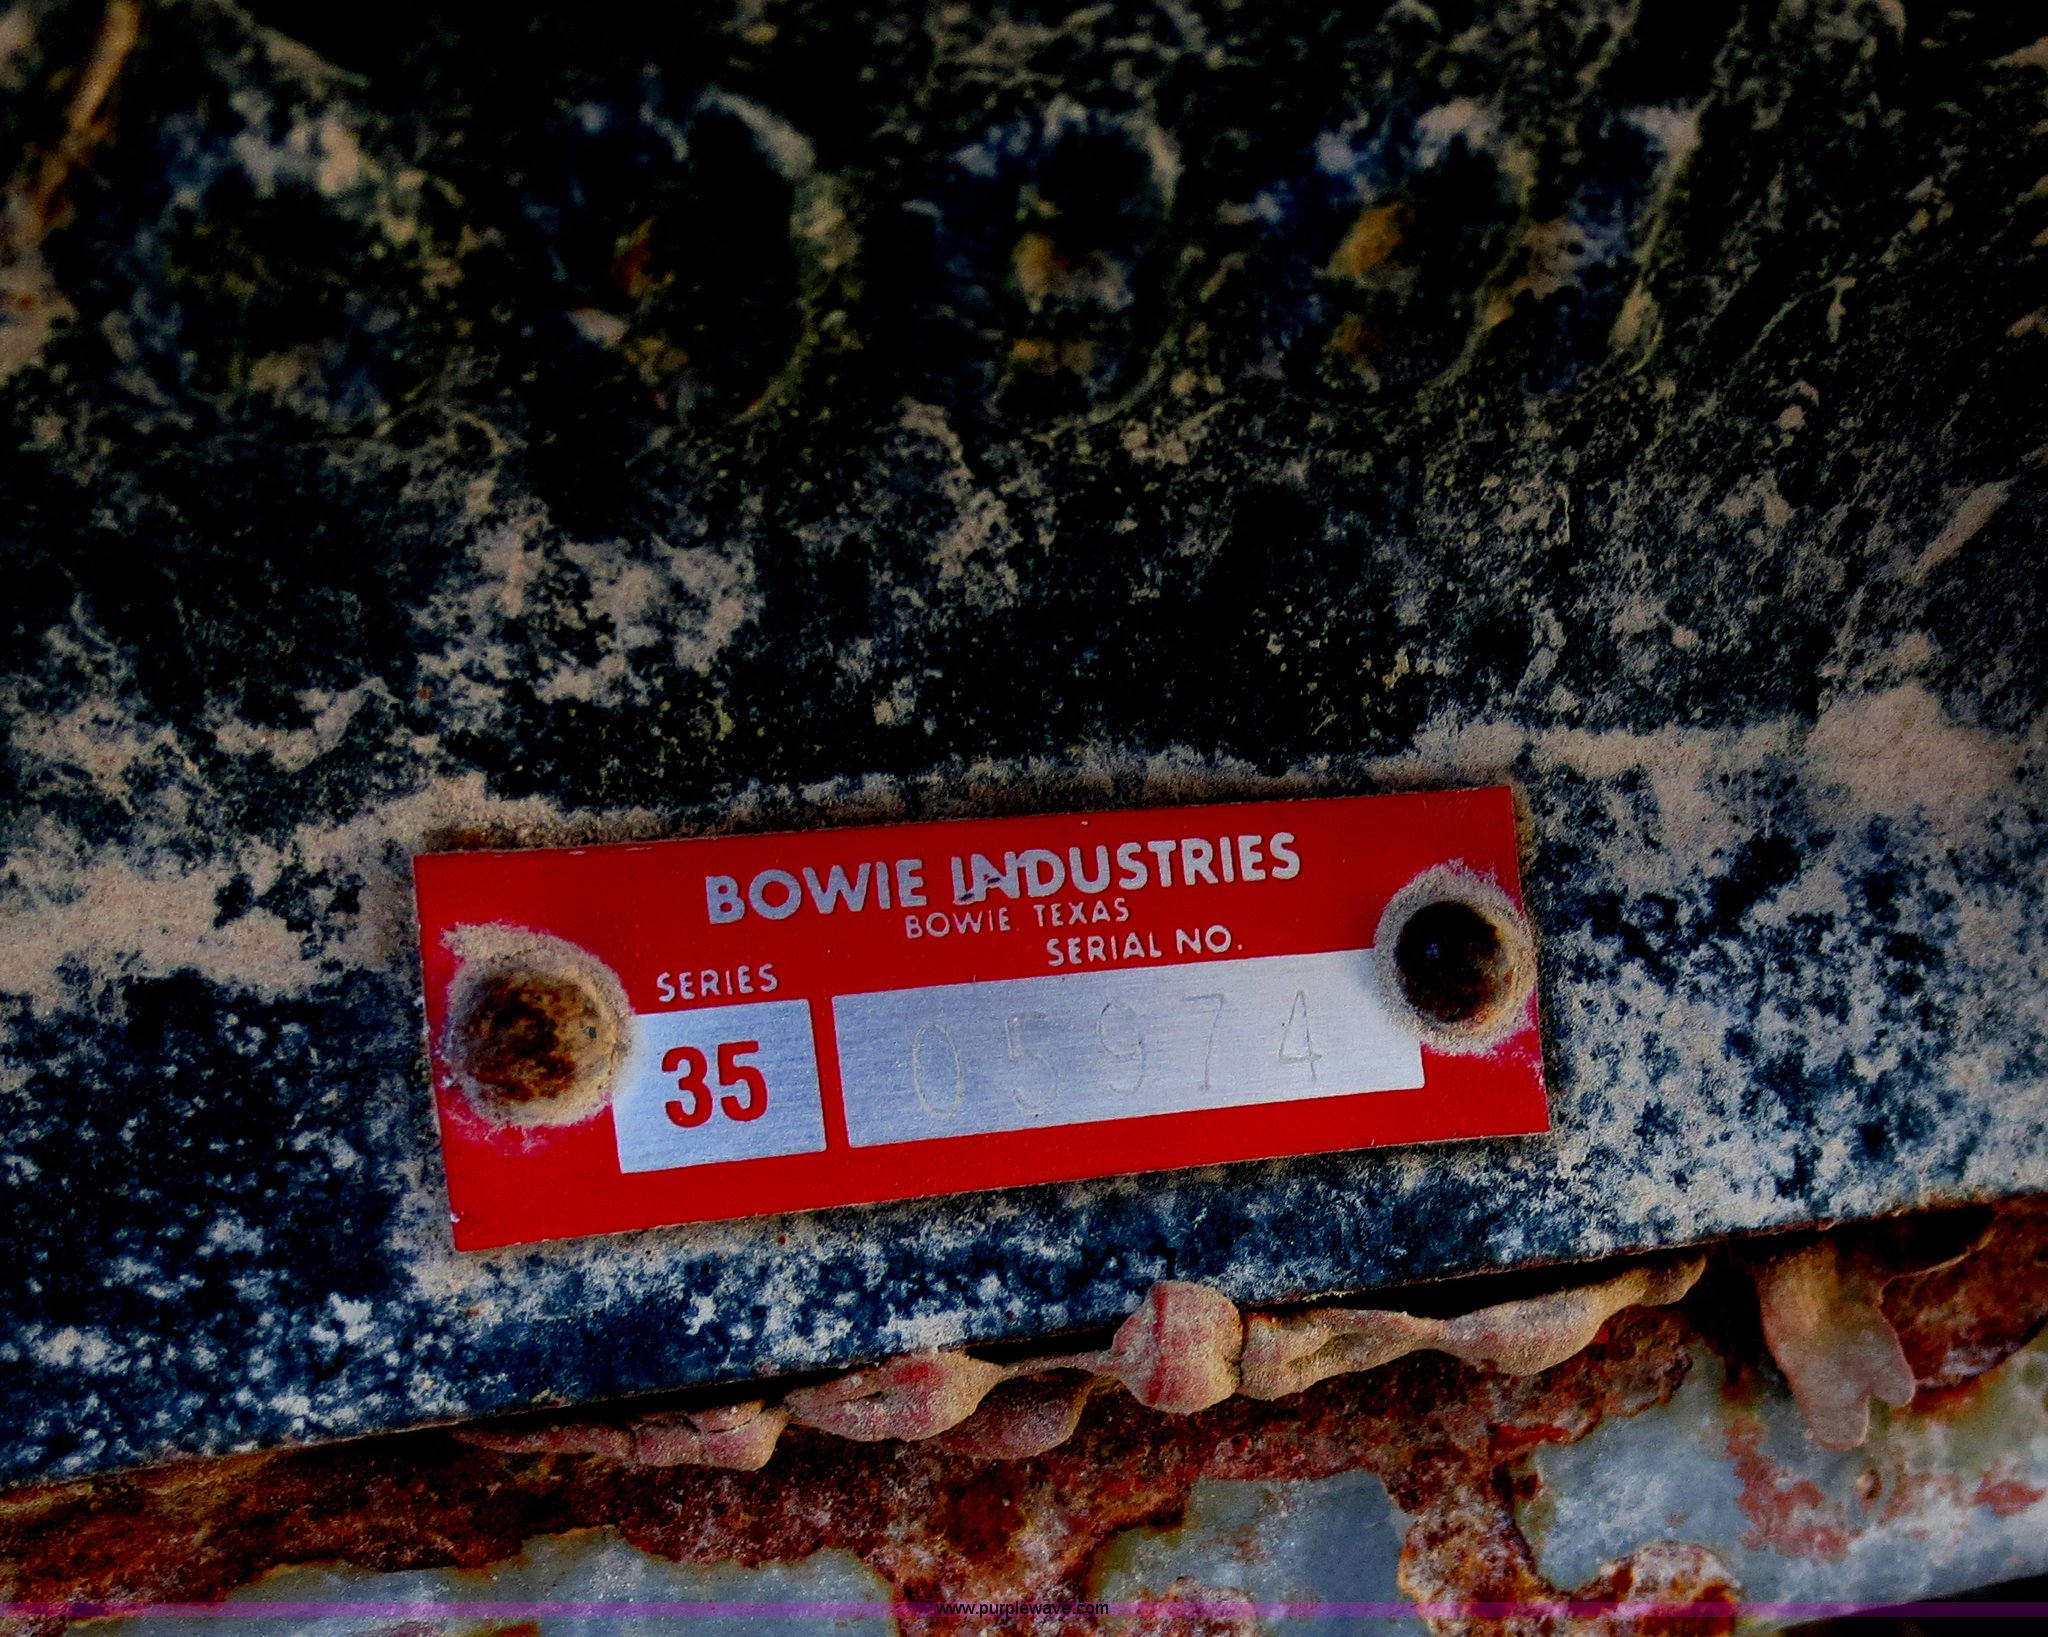 BOWIE INDUSTRIES
BOWIE TEXAS
SERIAL NO.
SERIES
35
05974
www.purplewave.com